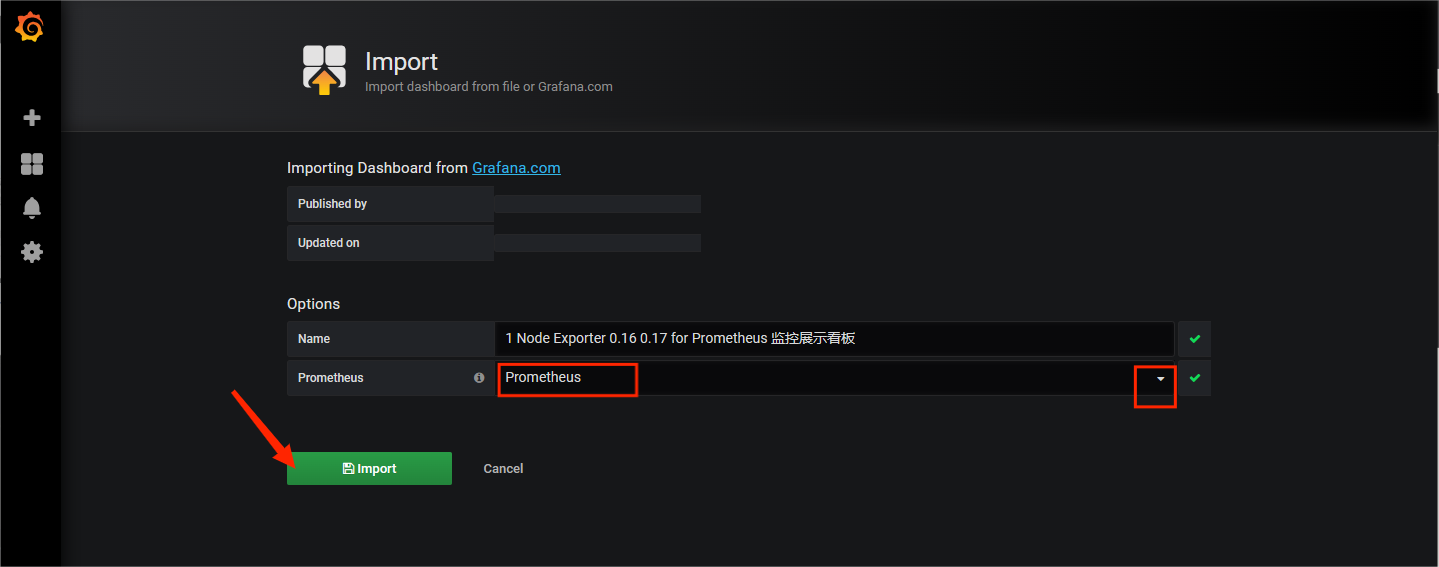 Import
Import dashboard from file or Grafana.com
Importing Dashboard from Grafana.com
Published by
Updated on
Options
Name
1 Node Exporter 0.16 0.17 for Prometheus 监控展示看板
Prometheus
Prometheus
Import
Cancel